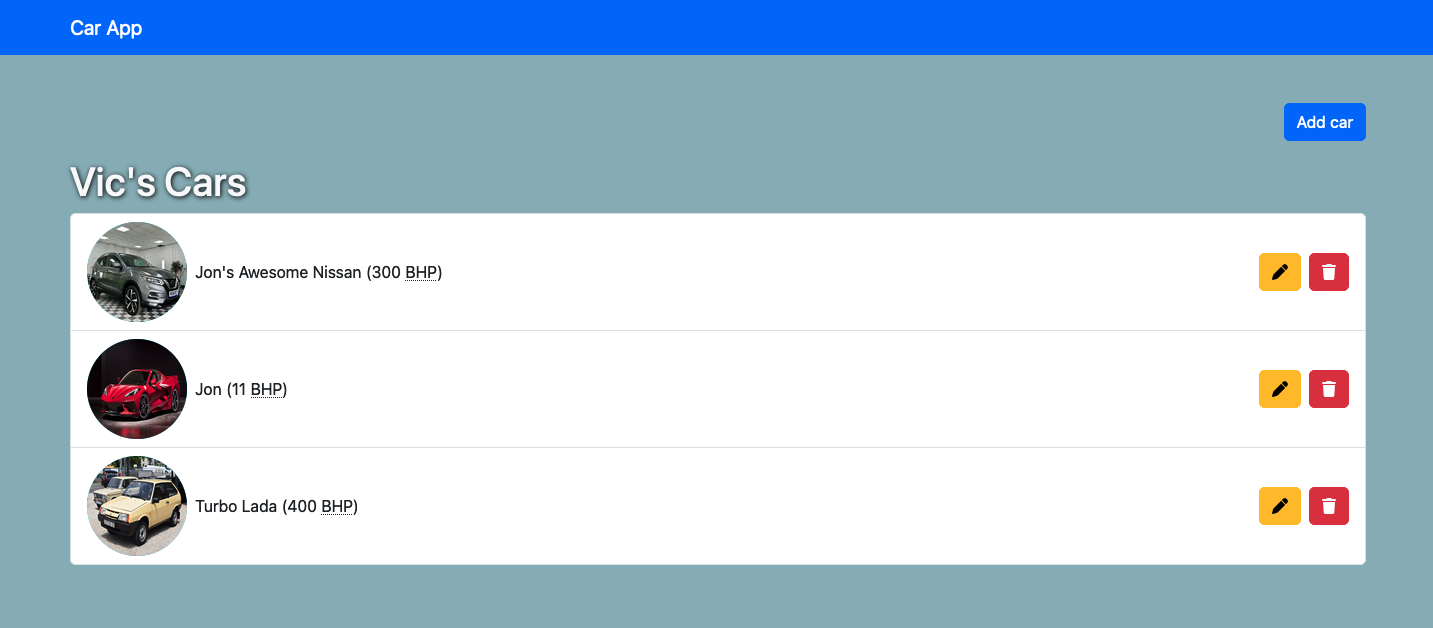 Car App
Add car
Vic's Cars
Jon's Awesome Nissan (300 BHP)
Jon (11 BHP)
Turbo Lada (400 BHP)